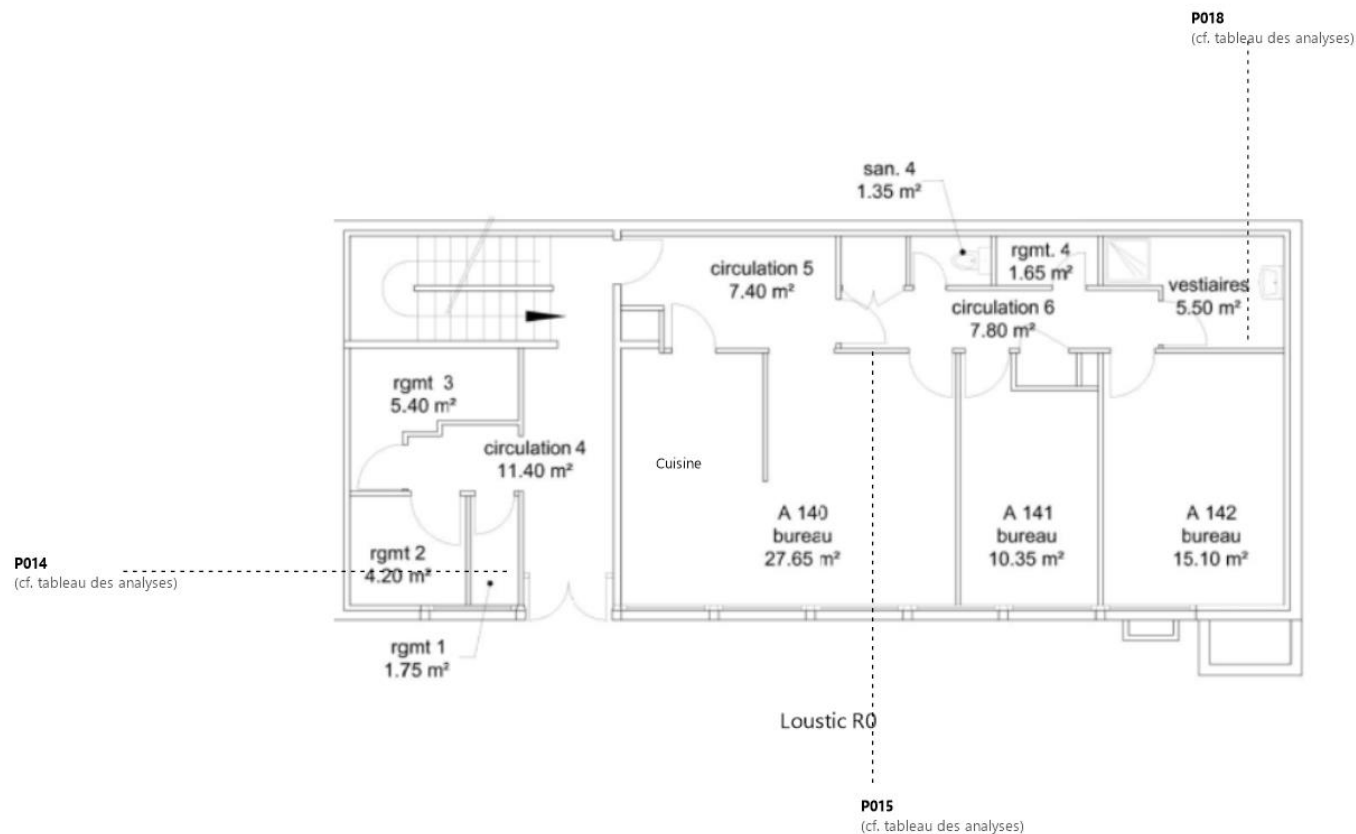 P018
(cf. tableau des analyses)
san. 4
1.35 m²
circulation 5
7.40 m²
rgmt. 4
1.65 m²
vestiaires
5.50 m²
circulation 6
7.80 m²
rgmt 3
5.40 m²
circulation 4
11.40 m²
Cuisine
A 140
bureau
27.65 m²
A 141
bureau
10.35 m²
A 142
bureau
15.10 m²
P014
(cf. tableau des analyses)
rgmt 2
4.20 m²
rgmt 1
1.75 m²
Loustic R0
P015
(cf. tableau des analyses)